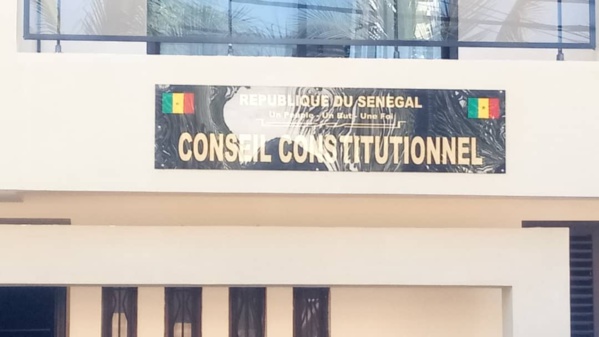 REPUBLIQUE DU SENEGAL
Un Peuple - Un But - Une Foi
CONSEIL CONSTITUTIONNEL